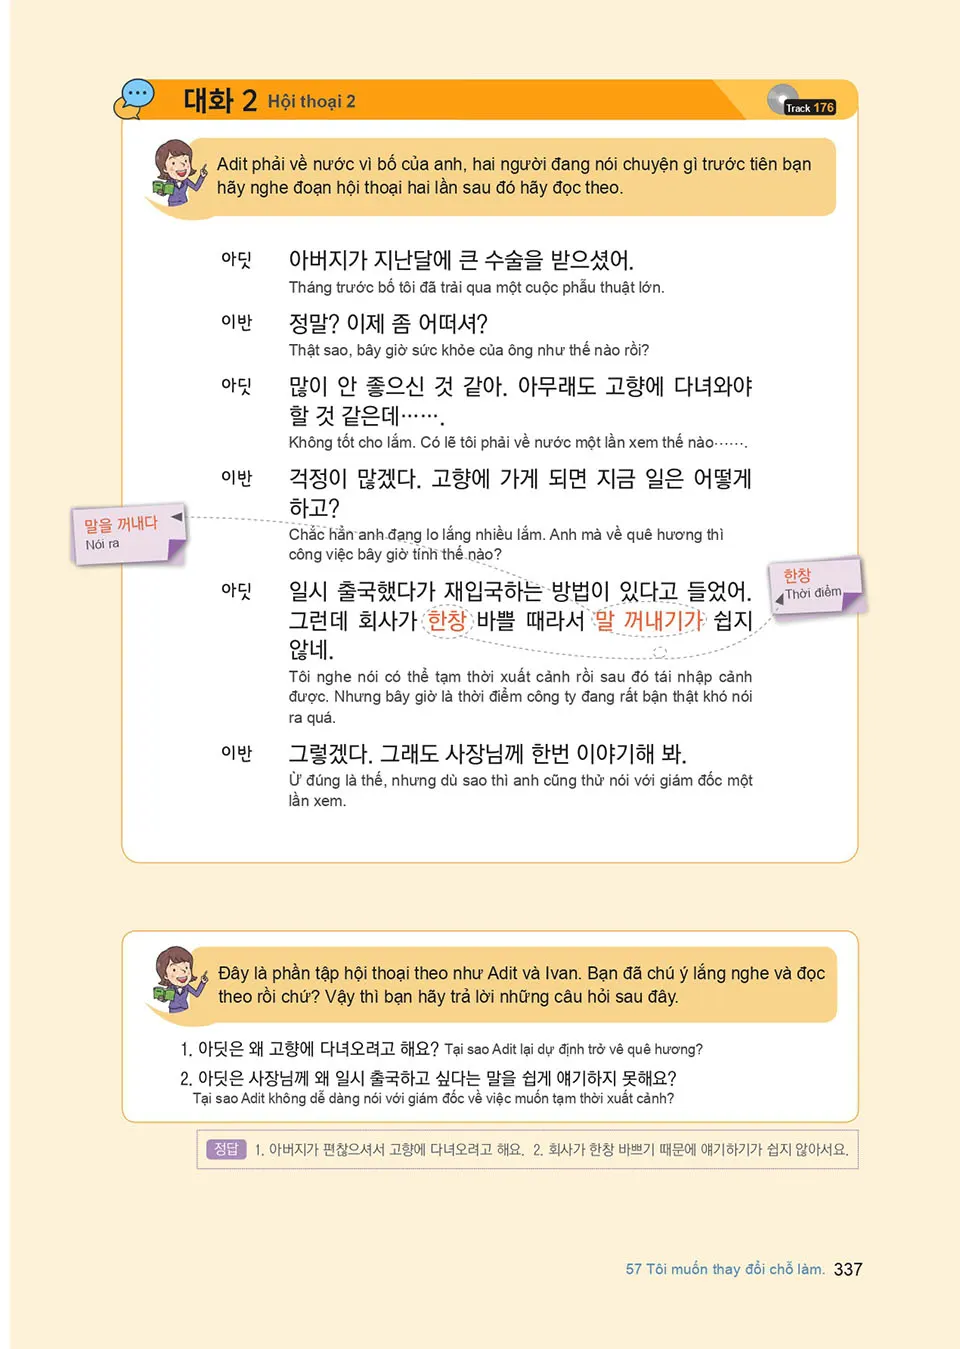 대화 2 Hội thoại 2
Track 176
Adit phải về nước vì bố của anh, hai người đang nói chuyện gì trước tiên bạn
hãy nghe đoạn hội thoại hai lần sau đó hãy đọc theo.
아딧 아버지가 지난달에 큰 수술을 받으셨어.
Tháng trước bố tôi đã trải qua một cuộc phẫu thuật lớn.
이반 정말? 이제 좀 어떠셔?
Thật sao, bây giờ sức khỏe của ông như thế nào rồi?
아딧 많이 안 좋으신 것 같아. 아무래도 고향에 다녀와야
할 것 같은데…….
Không tốt cho lắm. Có lẽ tôi phải về nước một lần xem thế nào…….
이반 걱정이 많겠다. 고향에 가게 되면 지금 일은 어떻게
하고?
Chắc hẳn anh đang lo lắng nhiều lắm. Anh mà về quê hương thì
công việc bây giờ tính thế nào?
말을 꺼내다
Nói ra
한창
Thời điểm
아딧 일시 출국했다가 재입국하는 방법이 있다고 들었어.
그런데 회사가 한창 바쁠 때라서 말 꺼내기가 쉽지
않네.
Tôi nghe nói có thể tạm thời xuất cảnh rồi sau đó tái nhập cảnh
được. Nhưng bây giờ là thời điểm công ty đang rất bận thật khó nói
ra quá.
이반 그렇겠다. 그래도 사장님께 한번 이야기해 봐.
Ừ đúng là thế, nhưng dù sao thì anh cũng thử nói với giám đốc một
lần xem.
Đây là phần tập hội thoại theo như Adit và Ivan. Bạn đã chú ý lắng nghe và đọc
theo rồi chứ? Vậy thì bạn hãy trả lời những câu hỏi sau đây.
1. 아딧은 왜 고향에 다녀오려고 해요? Tại sao Adit lại dự định trở vê quê hương?
2. 아딧은 사장님께 왜 일시 출국하고 싶다는 말을 쉽게 얘기하지 못해요?
Tại sao Adit không dễ dàng nói với giám đốc về việc muốn tạm thời xuất cảnh?
정답 1. 아버지가 편찮으셔서 고향에 다녀오려고 해요. 2. 회사가 한창 바쁘기 때문에 얘기하기가 쉽지 않아서요.
57 Tôi muốn thay đổi chỗ làm. 337